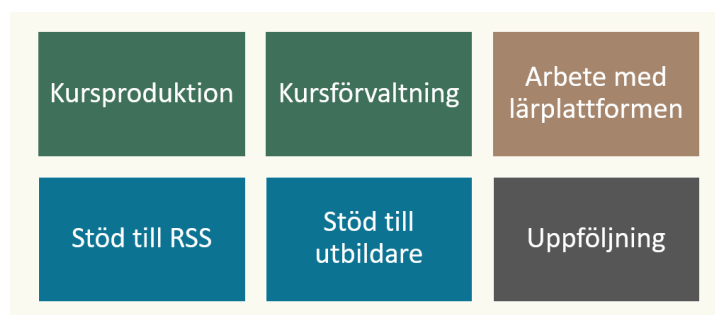 Kursproduktion
Kursförvaltning
Arbete med
lärplattformen
Stöd till RSS
Stöd till
utbildare
Uppföljning